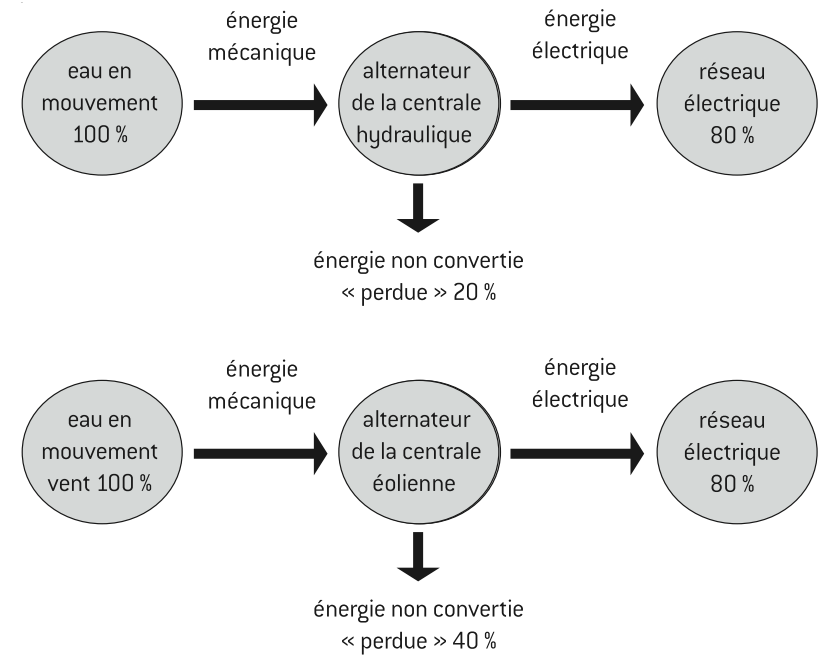 énergie
mécanique
énergie
électrique
eau en
mouvement
100 %
alternateur
de la centrale
hydraulique
réseau
électrique
80 %
énergie non convertie
« perdue » 20 %
énergie
mécanique
énergie
électrique
eau en
mouvement
vent 100 %
alternateur
de la centrale
éolienne
réseau
électrique
80 %
énergie non convertie
« perdue » 40 %